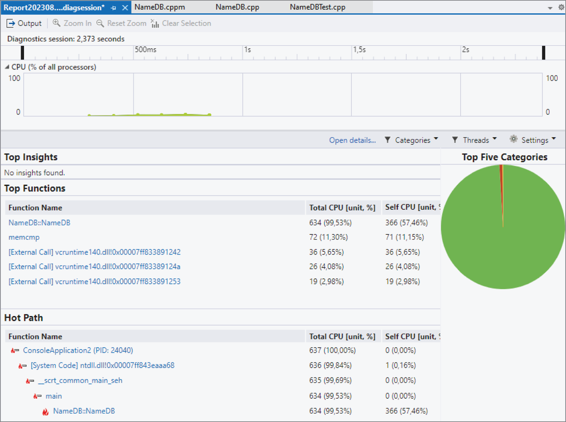 Report202308....diagsession* NameDB.cppm NameDB.cpp NameDBTest.cpp
Output Zoom In Reset Zoom Clear Selection
Diagnostics session: 2,373 seconds
500ms 1s 1,5s 2s
CPU (% of all processors)
100 100
0 0
Open details... Categories Threads Settings
Top Insights
No insights found.
Top Functions
Function Name Total CPU [unit, %] Self CPU [unit, %
NameDB::NameDB 634 (99,53%) 366 (57,46%)
memcmp 72 (11,30%) 71 (11,15%)
[External Call] vcruntime140.dll!0x00007ff833891242 36 (5,65%) 36 (5,65%)
[External Call] vcruntime140.dll!0x00007ff83389124a 26 (4,08%) 26 (4,08%)
[External Call] vcruntime140.dll!0x00007ff833891253 19 (2,98%) 19 (2,98%)
Top Five Categories
Hot Path
Function Name Total CPU [unit, %] Self CPU [unit, %
ConsoleApplication2 (PID: 24040) 637 (100,00%) 0 (0,00%)
[System Code] ntdll.dll!0x00007ff843eaaa68 636 (99,84%) 1 (0,16%)
__scrt_common_main_seh 635 (99,69%) 0 (0,00%)
main 634 (99,53%) 0 (0,00%)
NameDB::NameDB 634 (99,53%) 366 (57,46%)